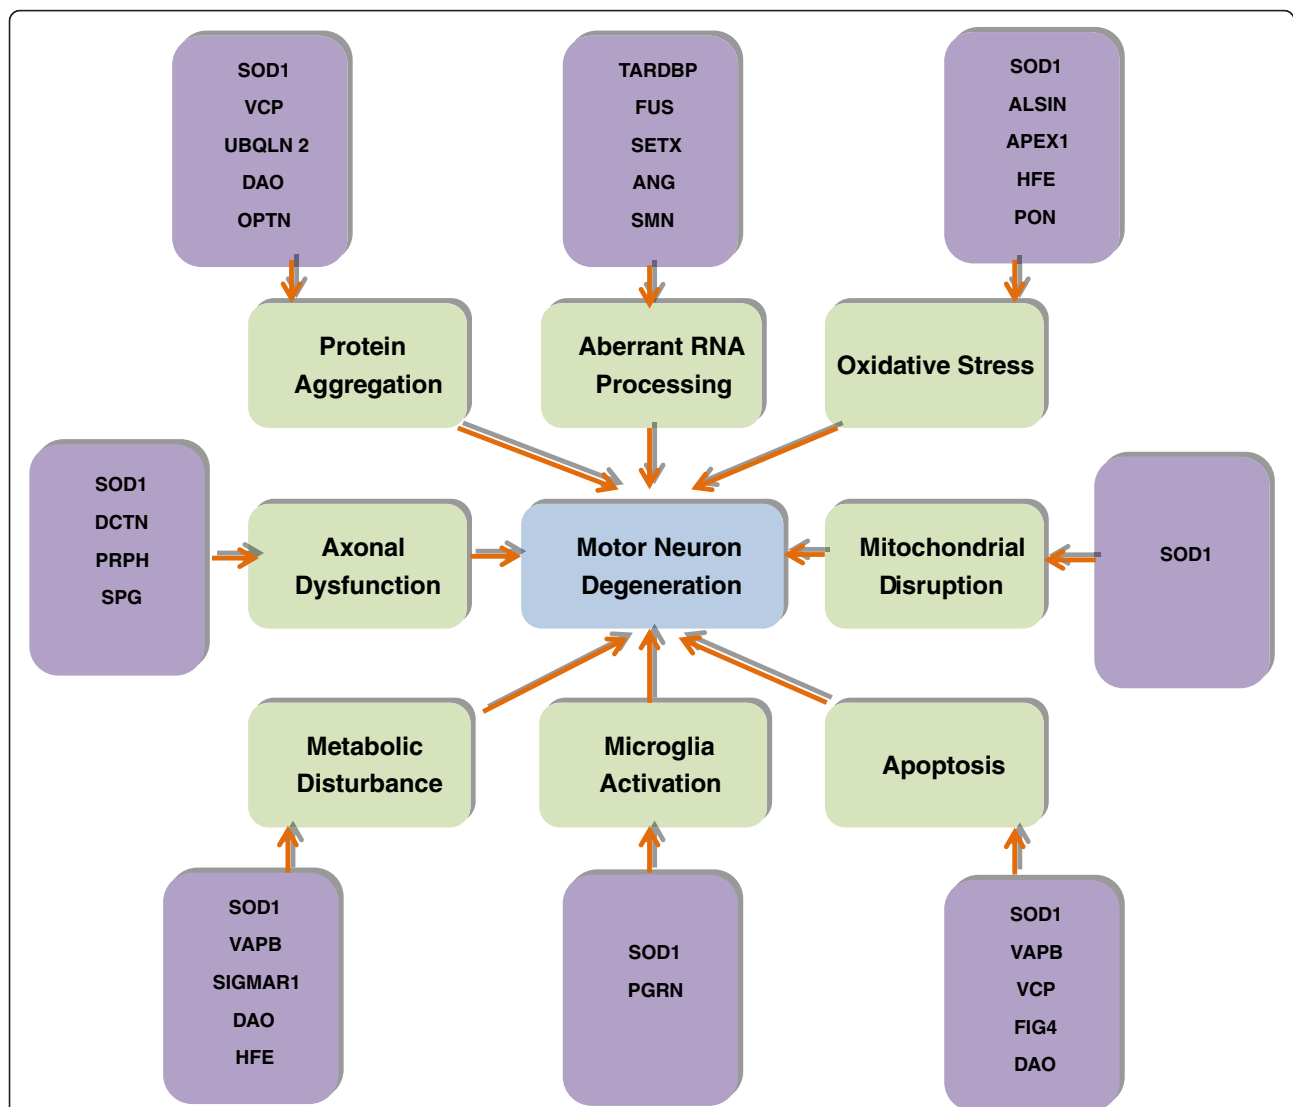 SOD1
VCP
UBQLN 2
DAO
OPTN
TARDBP
FUS
SETX
ANG
SMN
SOD1
ALSIN
APEX1
HFE
PON
Protein
Aggregation
Aberrant RNA
Processing
Oxidative Stress
SOD1
DCTN
PRPH
SPG
Axonal
Dysfunction
Motor Neuron
Degeneration
Mitochondrial
Disruption
SOD1
Metabolic
Disturbance
Microglia
Activation
Apoptosis
SOD1
VAPB
SIGMAR1
DAO
HFE
SOD1
PGRN
SOD1
VAPB
VCP
FIG4
DAO